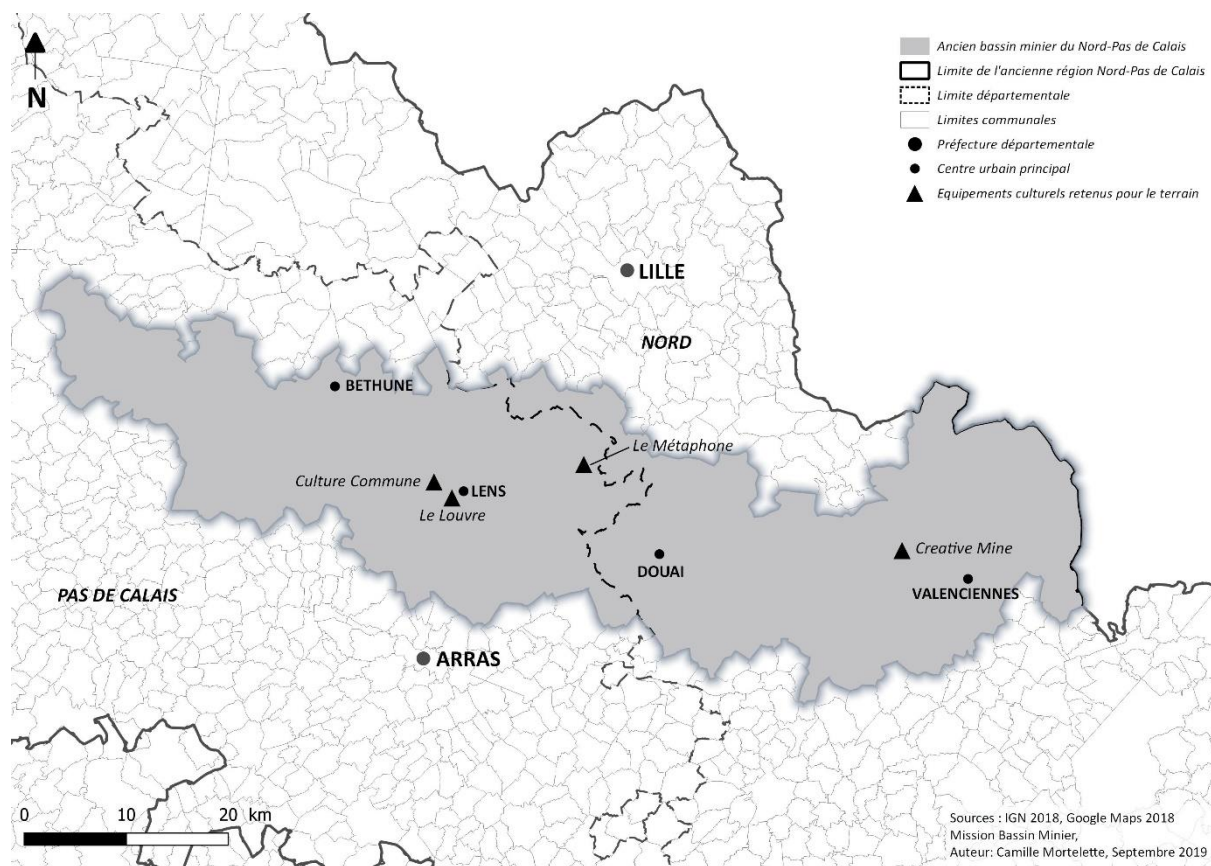 N
Ancien bassin minier du Nord-Pas de Calais
Limite de l'ancienne région Nord-Pas de Calais
Limite départementale
Limites communales
Préfecture départementale
Centre urbain principal
Equipements culturels retenus pour le terrain
LILLE
NORD
BETHUNE
Le Métaphone
Culture Commune
LENS
Le Louvre
Creative Mine
DOUAI
VALENCIENNES
PAS DE CALAIS
ARRAS
0 10 20 km
Sources : IGN 2018, Google Maps 2018
Mission Bassin Minier,
Auteur: Camille Mortelette, Septembre 2019